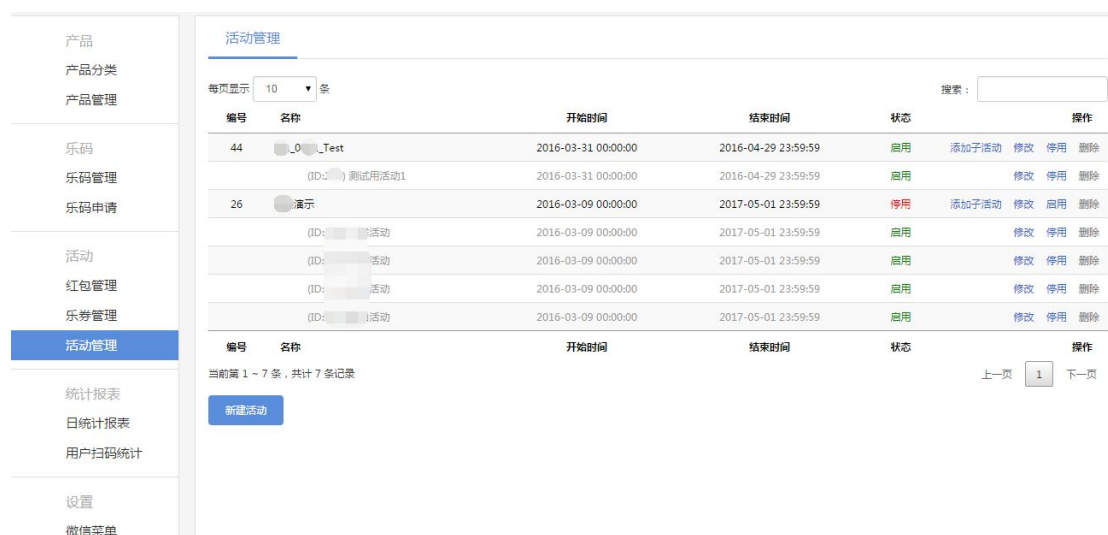 产品
产品分类
产品管理
乐码
乐码管理
乐码申请
活动
红包管理
乐券管理
活动管理
统计报表
日统计报表
用户扫码统计
设置
微信菜单
活动管理
每页显示 10 条 搜索：
编号 名称 开始时间 结束时间 状态 操作
44 _Test 2016-03-31 00:00:00 2016-04-29 23:59:59 启用 添加子活动 修改 停用 删除
(ID: ) 测试用活动1 2016-03-31 00:00:00 2016-04-29 23:59:59 启用 修改 停用 删除
26 演示 2016-03-09 00:00:00 2017-05-01 23:59:59 停用 添加子活动 修改 启用 删除
(ID: 活动 2016-03-09 00:00:00 2017-05-01 23:59:59 启用 修改 停用 删除
(ID: 活动 2016-03-09 00:00:00 2017-05-01 23:59:59 启用 修改 停用 删除
(ID: 活动 2016-03-09 00:00:00 2017-05-01 23:59:59 启用 修改 停用 删除
(ID: 活动 2016-03-09 00:00:00 2017-05-01 23:59:59 启用 修改 停用 删除
编号 名称 开始时间 结束时间 状态 操作
当前第 1 ~ 7 条，共计 7 条记录 上一页 1 下一页
新建活动